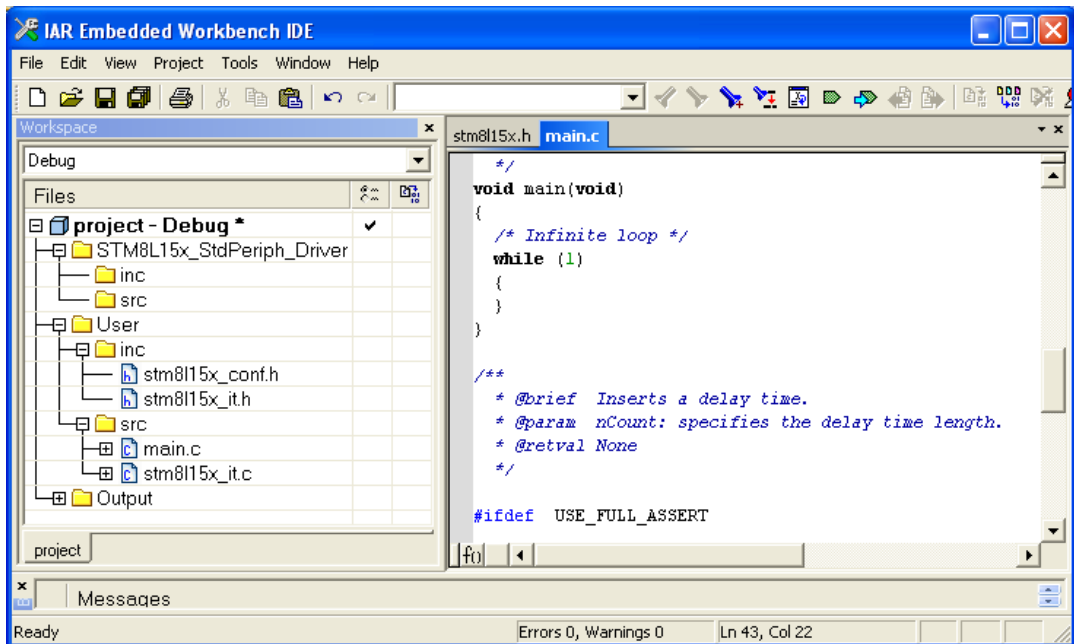 IAR Embedded Workbench IDE
File Edit View Project Tools Window Help
Workspace
Debug
Files
project - Debug *
STM8L15x_StdPeriph_Driver
inc
src
User
inc
stm8l15x_conf.h
stm8l15x_it.h
src
main.c
stm8l15x_it.c
Output
project
stm8l15x.h main.c
*/
void main(void)
{
/* Infinite loop */
while (1)
{
}
}
/**
* @brief Inserts a delay time.
* @param nCount: specifies the delay time length.
* @retval None
*/
#ifdef USE_FULL_ASSERT
f()
Messages
Ready Errors 0, Warnings 0 Ln 43, Col 22